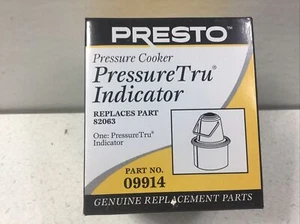 PRESTO®
Pressure Cooker
PressureTru®
Indicator
REPLACES PART
82063
One: PressureTru®
Indicator
PART NO.
09914
GENUINE REPLACEMENT PARTS